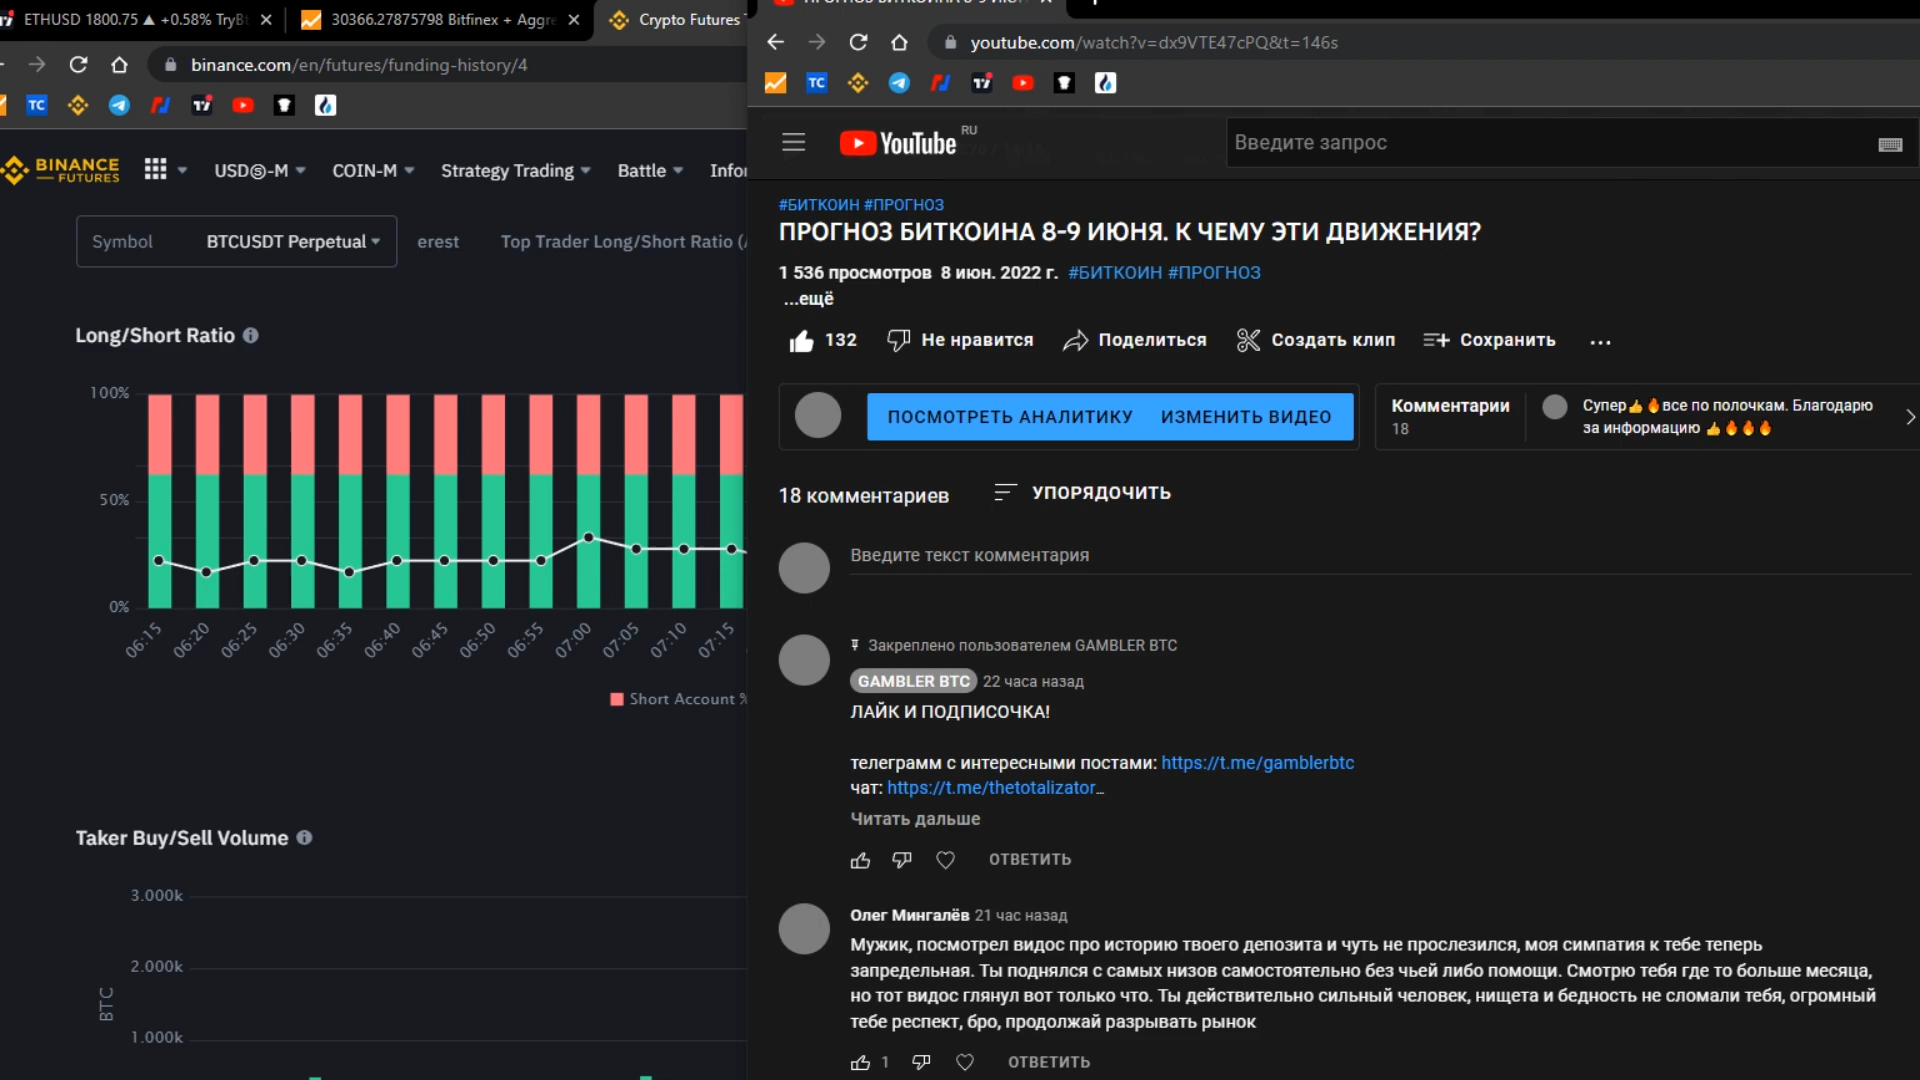 ETHUSD 1800.75 ▲ +0.58% TryB
30366.27875798 Bitfinex + Aggre
Crypto Futures
binance.com/en/futures/funding-history/4
TC
BINANCE
FUTURES
USDⓈ-M
COIN-M
Strategy Trading
Battle
Symbol
BTCUSDT Perpetual
erest
Top Trader Long/Short Ratio (
Long/Short Ratio
100%
50%
0%
06:15
06:20
06:25
06:30
06:35
06:40
06:45
06:50
06:55
07:00
07:05
07:10
07:15
Short Account %
Taker Buy/Sell Volume
3.000k
2.000k
1.000k
BTC
youtube.com/watch?v=dx9VTE47cPQ&t=146s
TC
YouTube RU
Введите запрос
#БИТКОИН #ПРОГНОЗ
ПРОГНОЗ БИТКОИНА 8-9 ИЮНЯ. К ЧЕМУ ЭТИ ДВИЖЕНИЯ?
1 536 просмотров 8 июн. 2022 г. #БИТКОИН #ПРОГНОЗ
...ещё
132
Не нравится
Поделиться
Создать клип
Сохранить
ПОСМОТРЕТЬ АНАЛИТИКУ
ИЗМЕНИТЬ ВИДЕО
Комментарии
18
Супер👍🔥все по полочкам. Благодарю
за информацию 👍🔥🔥🔥
18 комментариев
УПОРЯДОЧИТЬ
Введите текст комментария
Закреплено пользователем GAMBLER BTC
GAMBLER BTC 22 часа назад
ЛАЙК И ПОДПИСОЧКА!
телеграмм с интересными постами: https://t.me/gamblerbtc
чат: https://t.me/thetotalizator...
Читать дальше
ОТВЕТИТЬ
Олег Мингалёв 21 час назад
Мужик, посмотрел видос про историю твоего депозита и чуть не прослезился, моя симпатия к тебе теперь
запредельная. Ты поднялся с самых низов самостоятельно без чьей либо помощи. Смотрю тебя где то больше месяца,
но тот видос глянул вот только что. Ты действительно сильный человек, нищета и бедность не сломали тебя, огромный
тебе респект, бро, продолжай разрывать рынок
1
ОТВЕТИТЬ